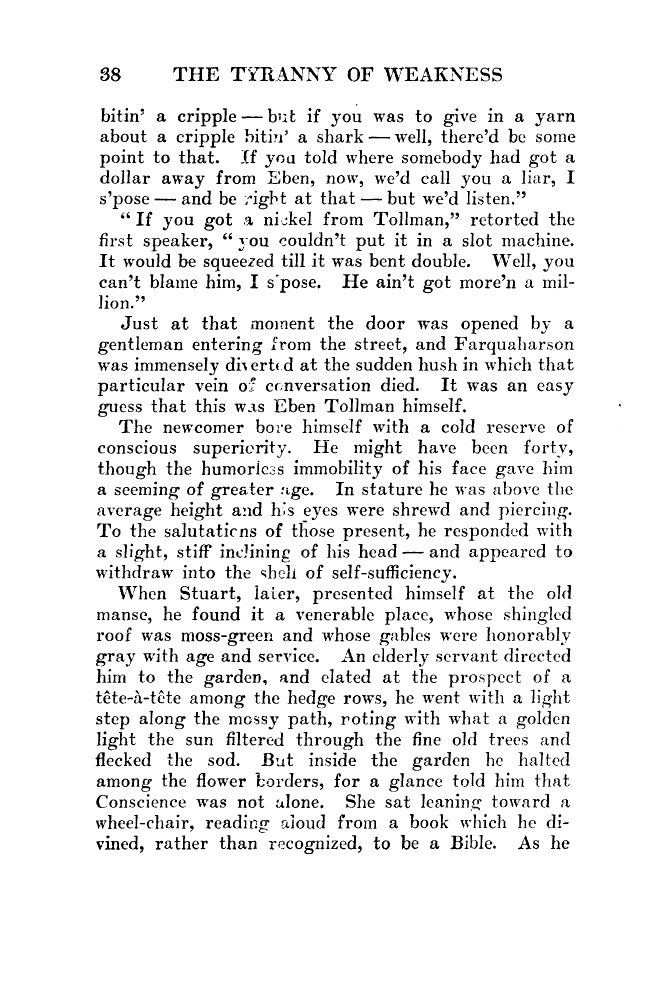 38 THE TYRANNY OF WEAKNESS
bitin' a cripple — but if you was to give in a yarn
about a cripple bitin' a shark — well, there'd be some
point to that. If you told where somebody had got a
dollar away from Eben, now, we'd call you a liar, I
s'pose — and be right at that — but we'd listen.”
“ If you got a nickel from Tollman,” retorted the
first speaker, “ you couldn't put it in a slot machine.
It would be squeezed till it was bent double. Well, you
can't blame him, I s'pose. He ain't got more'n a mil-
lion.”
Just at that moment the door was opened by a
gentleman entering from the street, and Farquaharson
was immensely diverted at the sudden hush in which that
particular vein of conversation died. It was an easy
guess that this was Eben Tollman himself.
The newcomer bore himself with a cold reserve of
conscious superiority. He might have been forty,
though the humorless immobility of his face gave him
a seeming of greater age. In stature he was above the
average height and his eyes were shrewd and piercing.
To the salutations of those present, he responded with
a slight, stiff inclining of his head — and appeared to
withdraw into the shell of self-sufficiency.
When Stuart, later, presented himself at the old
manse, he found it a venerable place, whose shingled
roof was moss-green and whose gables were honorably
gray with age and service. An elderly servant directed
him to the garden, and elated at the prospect of a
tête-à-tête among the hedge rows, he went with a light
step along the mossy path, noting with what a golden
light the sun filtered through the fine old trees and
flecked the sod. But inside the garden he halted
among the flower borders, for a glance told him that
Conscience was not alone. She sat leaning toward a
wheel-chair, reading aloud from a book which he di-
vined, rather than recognized, to be a Bible. As he